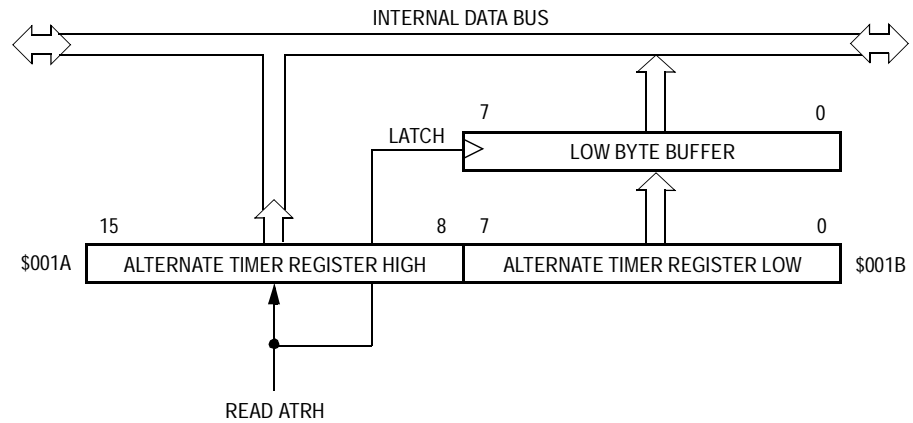 INTERNAL DATA BUS
7 0
LATCH
LOW BYTE BUFFER
15 8 7 0
$001A ALTERNATE TIMER REGISTER HIGH ALTERNATE TIMER REGISTER LOW $001B
READ ATRH